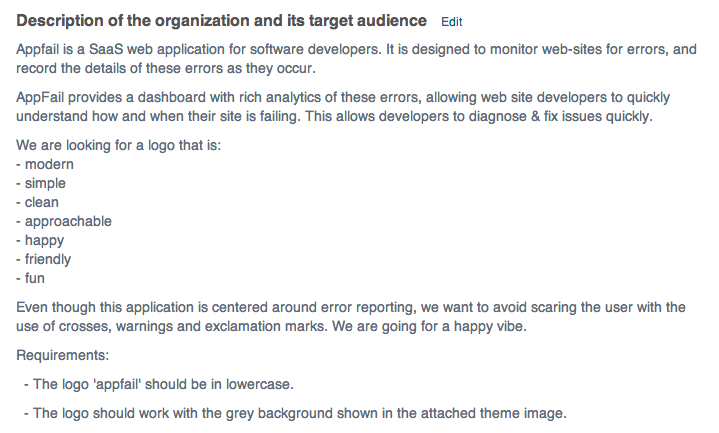 Description of the organization and its target audience Edit
Appfail is a SaaS web application for software developers. It is designed to monitor web-sites for errors, and
record the details of these errors as they occur.
AppFail provides a dashboard with rich analytics of these errors, allowing web site developers to quickly
understand how and when their site is failing. This allows developers to diagnose & fix issues quickly.
We are looking for a logo that is:
- modern
- simple
- clean
- approachable
- happy
- friendly
- fun
Even though this application is centered around error reporting, we want to avoid scaring the user with the
use of crosses, warnings and exclamation marks. We are going for a happy vibe.
Requirements:
- The logo 'appfail' should be in lowercase.
- The logo should work with the grey background shown in the attached theme image.